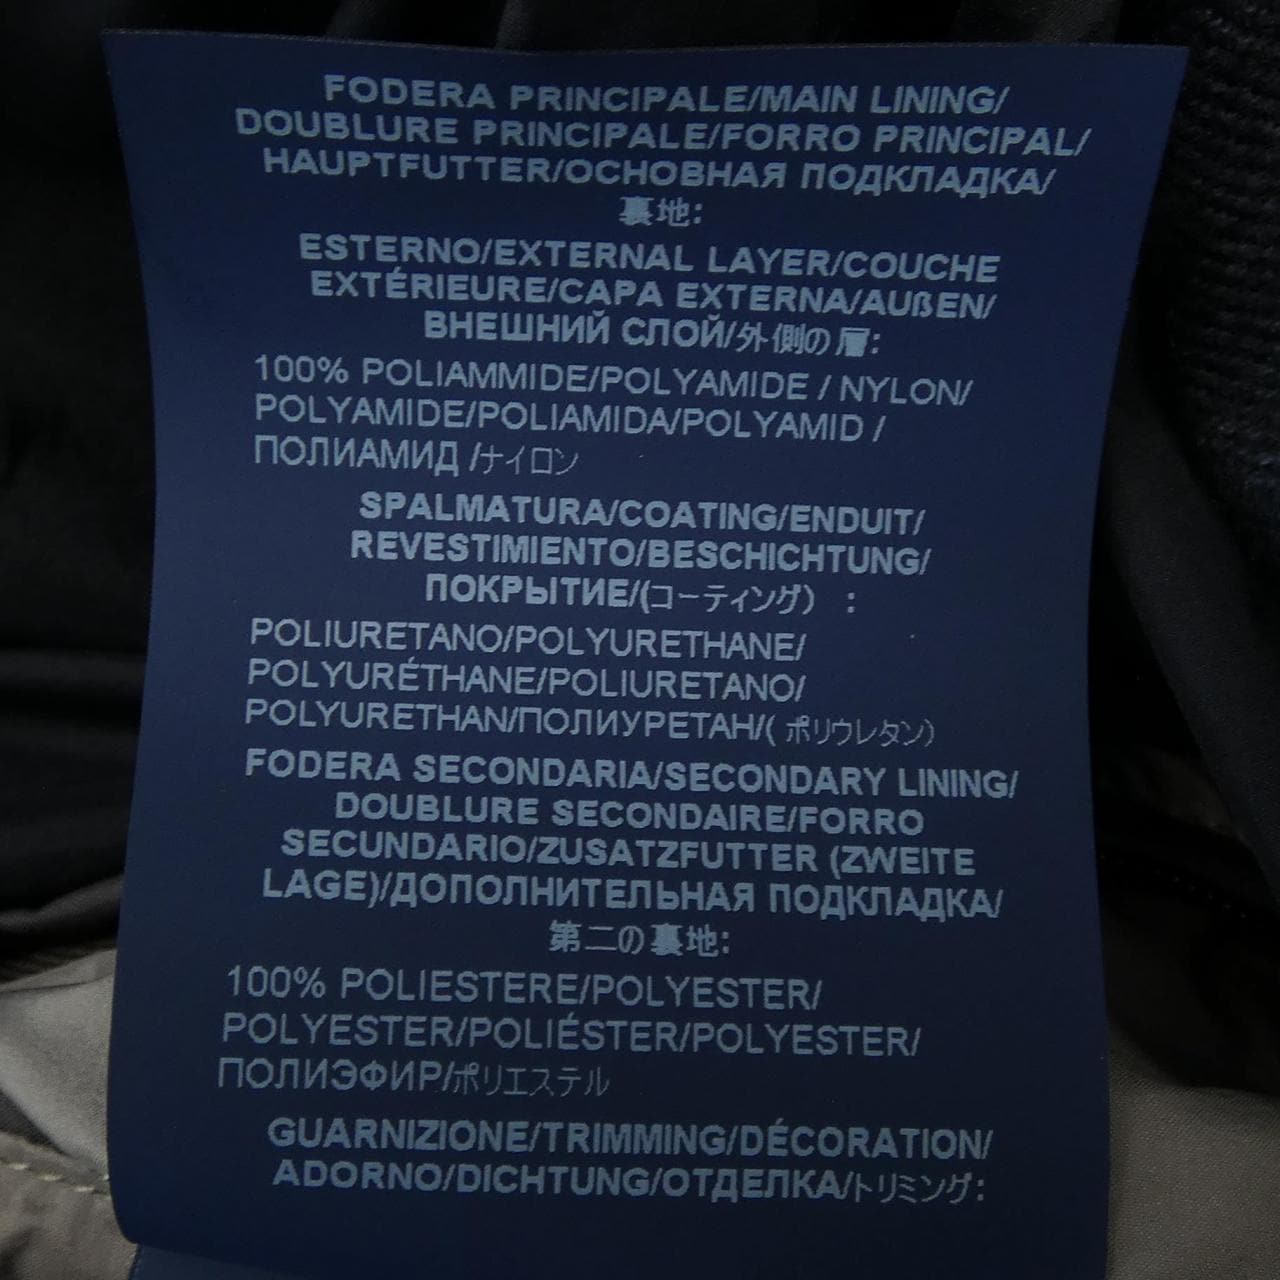 FODERA PRINCIPALE/MAIN LINING/
DOUBLURE PRINCIPALE/FORRO PRINCIPAL/
HAUPTFUTTER/ОСНОВНАЯ ПОДКЛАДКА/
裏地:
ESTERNO/EXTERNAL LAYER/COUCHE
EXTÉRIEURE/CAPA EXTERNA/AUßEN/
ВНЕШНИЙ СЛОЙ/外側の層:
100% POLIAMMIDE/POLYAMIDE / NYLON/
POLYAMIDE/POLIAMIDA/POLYAMID /
ПОЛИАМИД /ナイロン
SPALMATURA/COATING/ENDUIT/
REVESTIMIENTO/BESCHICHTUNG/
ПОКРЫТИЕ/(コーティング) :
POLIURETANO/POLYURETHANE/
POLYURÉTHANE/POLIURETANO/
POLYURETHAN/ПОЛИУРЕТАН/( ポリウレタン)
FODERA SECONDARIA/SECONDARY LINING/
DOUBLURE SECONDAIRE/FORRO
SECUNDARIO/ZUSATZFUTTER (ZWEITE
LAGE)/ДОПОЛНИТЕЛЬНАЯ ПОДКЛАДКА/
第二の裏地:
100% POLIESTERE/POLYESTER/
POLYESTER/POLIÉSTER/POLYESTER/
ПОЛИЭФИР/ポリエステル
GUARNIZIONE/TRIMMING/DÉCORATION/
ADORNO/DICHTUNG/ОТДЕЛКА/トリミング: